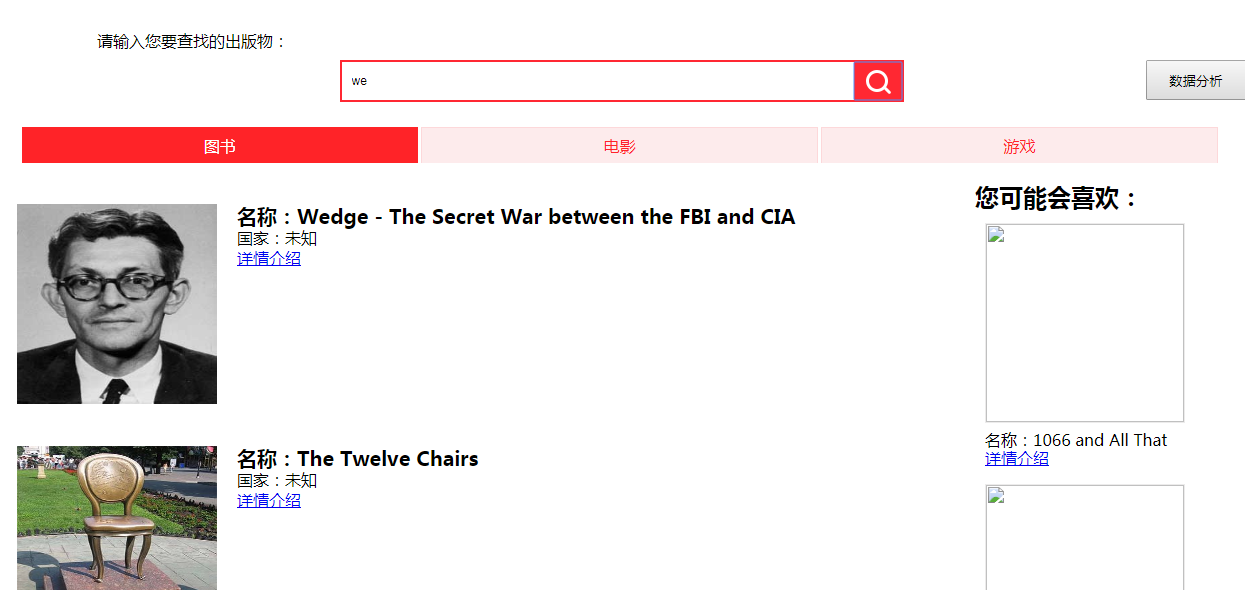 请输入您要查找的出版物：
we
数据分析
图书
电影
游戏
名称：Wedge - The Secret War between the FBI and CIA
国家：未知
详情介绍
名称：The Twelve Chairs
国家：未知
详情介绍
您可能会喜欢：
名称：1066 and All That
详情介绍